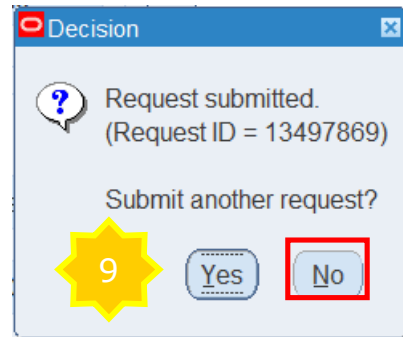 Decision
?
Request submitted.
(Request ID = 13497869)
Submit another request?
9
Yes
No